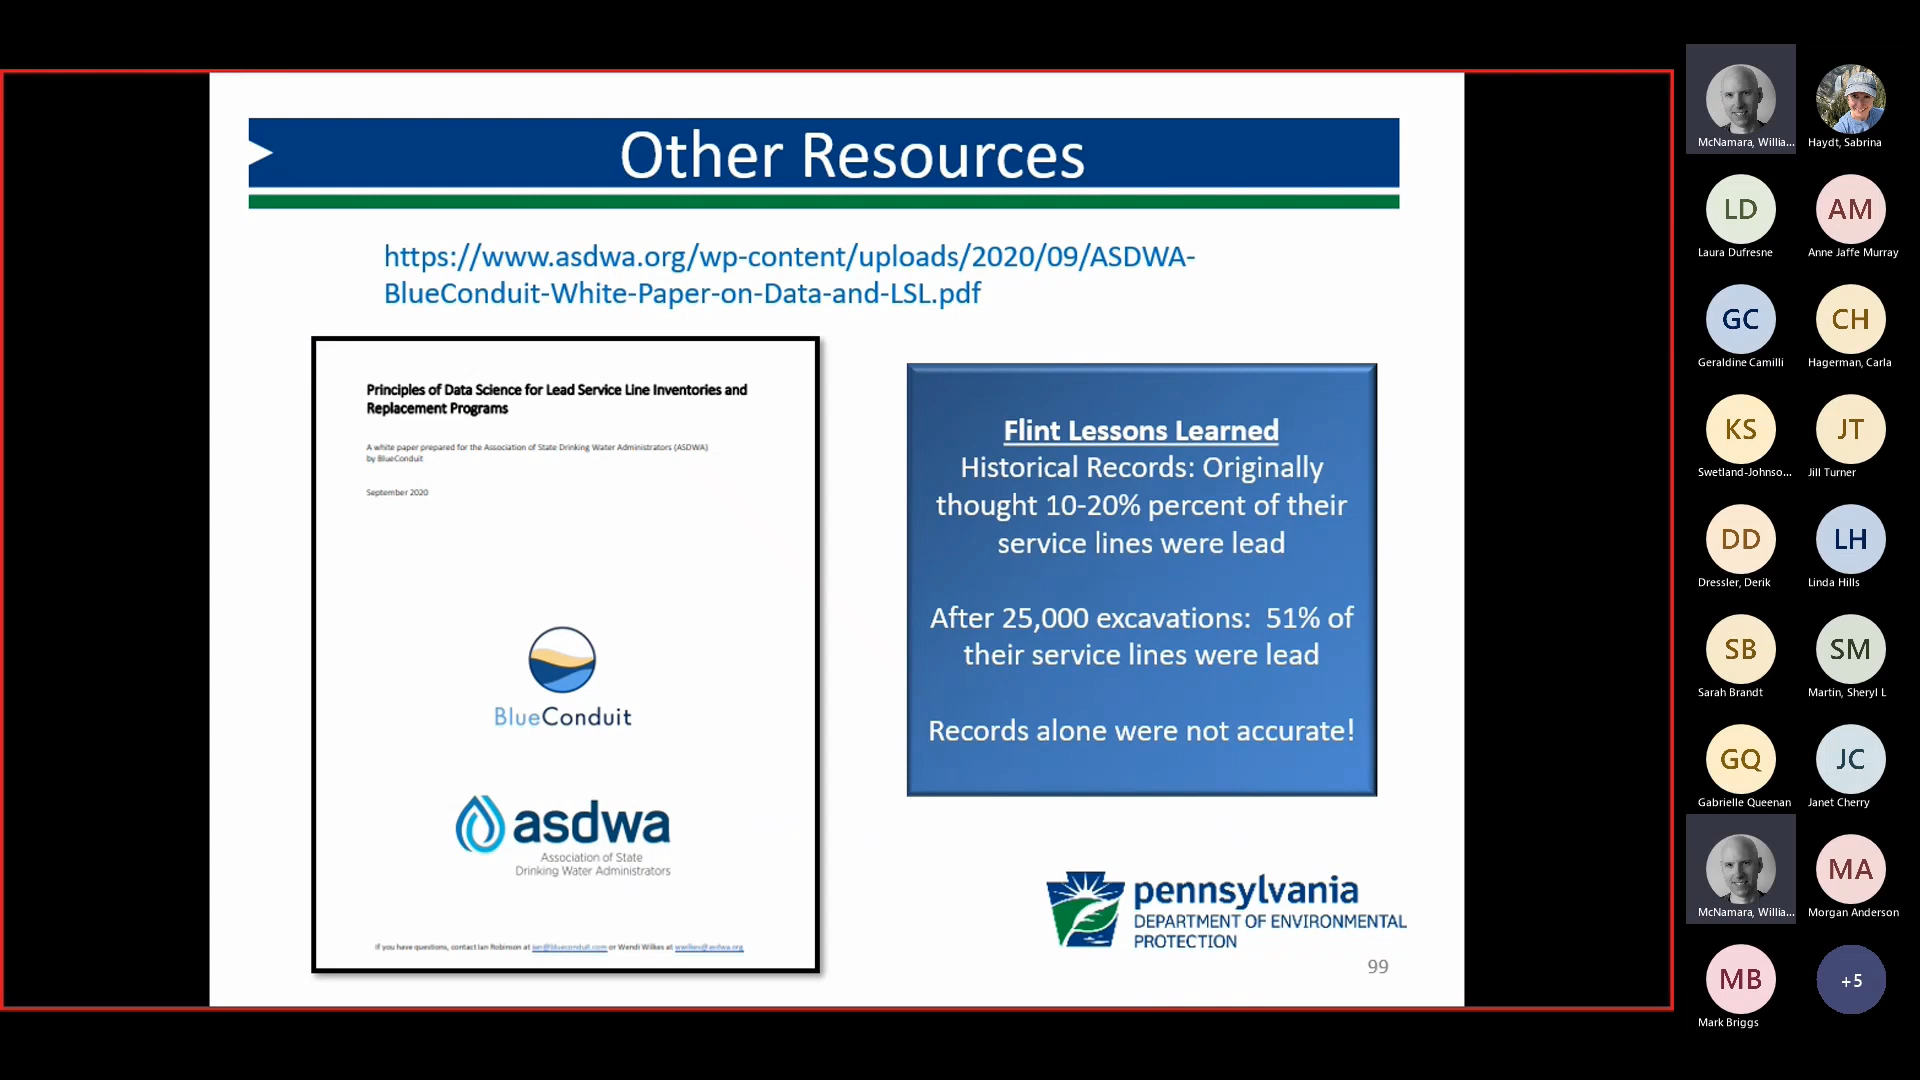 Other Resources
https://www.asdwa.org/wp-content/uploads/2020/09/ASDWA-
BlueConduit-White-Paper-on-Data-and-LSL.pdf
Principles of Data Science for Lead Service Line Inventories and
Replacement Programs
A white paper prepared for the Association of State Drinking Water Administrators (ASDWA)
by BlueConduit
September 2020
BlueConduit
asdwa
Association of State
Drinking Water Administrators
If you have questions, contact Ian Robinson at ian@blueconduit.com or Wendi Wilkes at wwilkes@asdwa.org
Flint Lessons Learned
Historical Records: Originally
thought 10-20% percent of their
service lines were lead
After 25,000 excavations: 51% of
their service lines were lead
Records alone were not accurate!
pennsylvania
DEPARTMENT OF ENVIRONMENTAL
PROTECTION
99
McNamara, Willia...
Haydt, Sabrina
LD
Laura Dufresne
AM
Anne Jaffe Murray
GC
Geraldine Camilli
CH
Hagerman, Carla
KS
Swetland-Johnso...
JT
Jill Turner
DD
Dressler, Derik
LH
Linda Hills
SB
Sarah Brandt
SM
Martin, Sheryl L
GQ
Gabrielle Queenan
JC
Janet Cherry
McNamara, Willia...
MA
Morgan Anderson
MB
Mark Briggs
+5